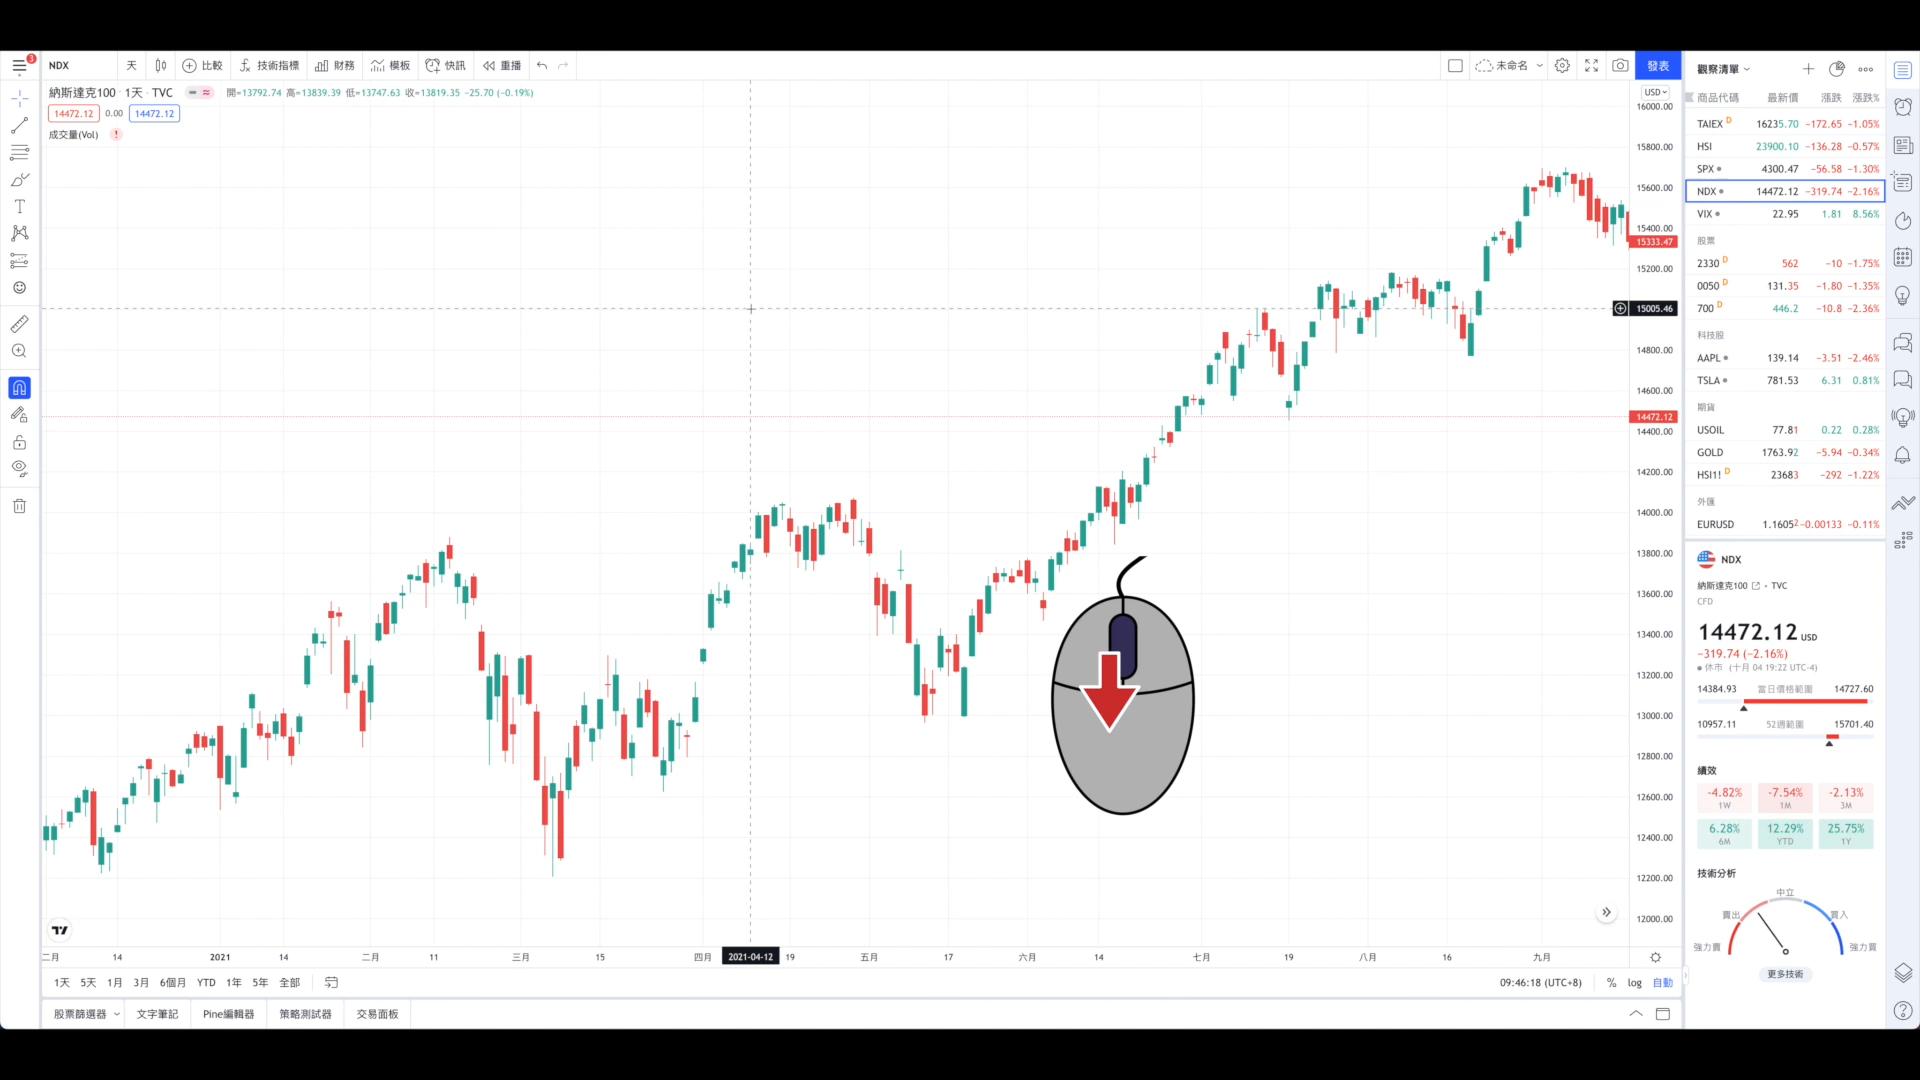 3
NDX 天 比較 技術指標 財務 模板 快訊 重播 未命名 發表
納斯達克100 · 1天 · TVC 開=13792.74 高=13839.39 低=13747.63 收=13819.35 −25.70 (−0.19%)
14472.12 0.00 14472.12
成交量(Vol) !
USD
16000.00
15800.00
15600.00
15400.00
15333.47
15200.00
15005.46
14800.00
14600.00
14472.12
14400.00
14200.00
14000.00
13800.00
13600.00
13400.00
13200.00
13000.00
12800.00
12600.00
12400.00
12200.00
12000.00
二月 14 2021 14 二月 11 三月 15 四月 2021-04-12 19 五月 17 六月 14 七月 19 八月 16 九月
1天 5天 1月 3月 6個月 YTD 1年 5年 全部 09:46:18 (UTC+8) % log 自動
股票篩選器 文字筆記 Pine編輯器 策略測試器 交易面板
觀察清單
商品代碼 最新價 漲跌 漲跌%
TAIEX D 16235.70 −172.65 −1.05%
HSI 23900.10 −136.28 −0.57%
SPX 4300.47 −56.58 −1.30%
NDX 14472.12 −319.74 −2.16%
VIX 22.95 1.81 8.56%
股票
2330 D 562 −10 −1.75%
0050 D 131.35 −1.80 −1.35%
700 D 446.2 −10.8 −2.36%
科技股
AAPL 139.14 −3.51 −2.46%
TSLA 781.53 6.31 0.81%
期貨
USOIL 77.81 0.22 0.28%
GOLD 1763.92 −5.94 −0.34%
HSI1! D 23683 −292 −1.22%
外匯
EURUSD 1.16052 −0.00133 −0.11%
NDX
納斯達克100 • TVC
CFD
14472.12 USD
−319.74 (−2.16%)
休市 (十月 04 19:22 UTC-4)
14384.93 當日價格範圍 14727.60
10957.11 52週範圍 15701.40
績效
-4.82% -7.54% -2.13%
1W 1M 3M
6.28% 12.29% 25.75%
6M YTD 1Y
技術分析
中立
賣出 買入
強力賣 強力買
更多技術